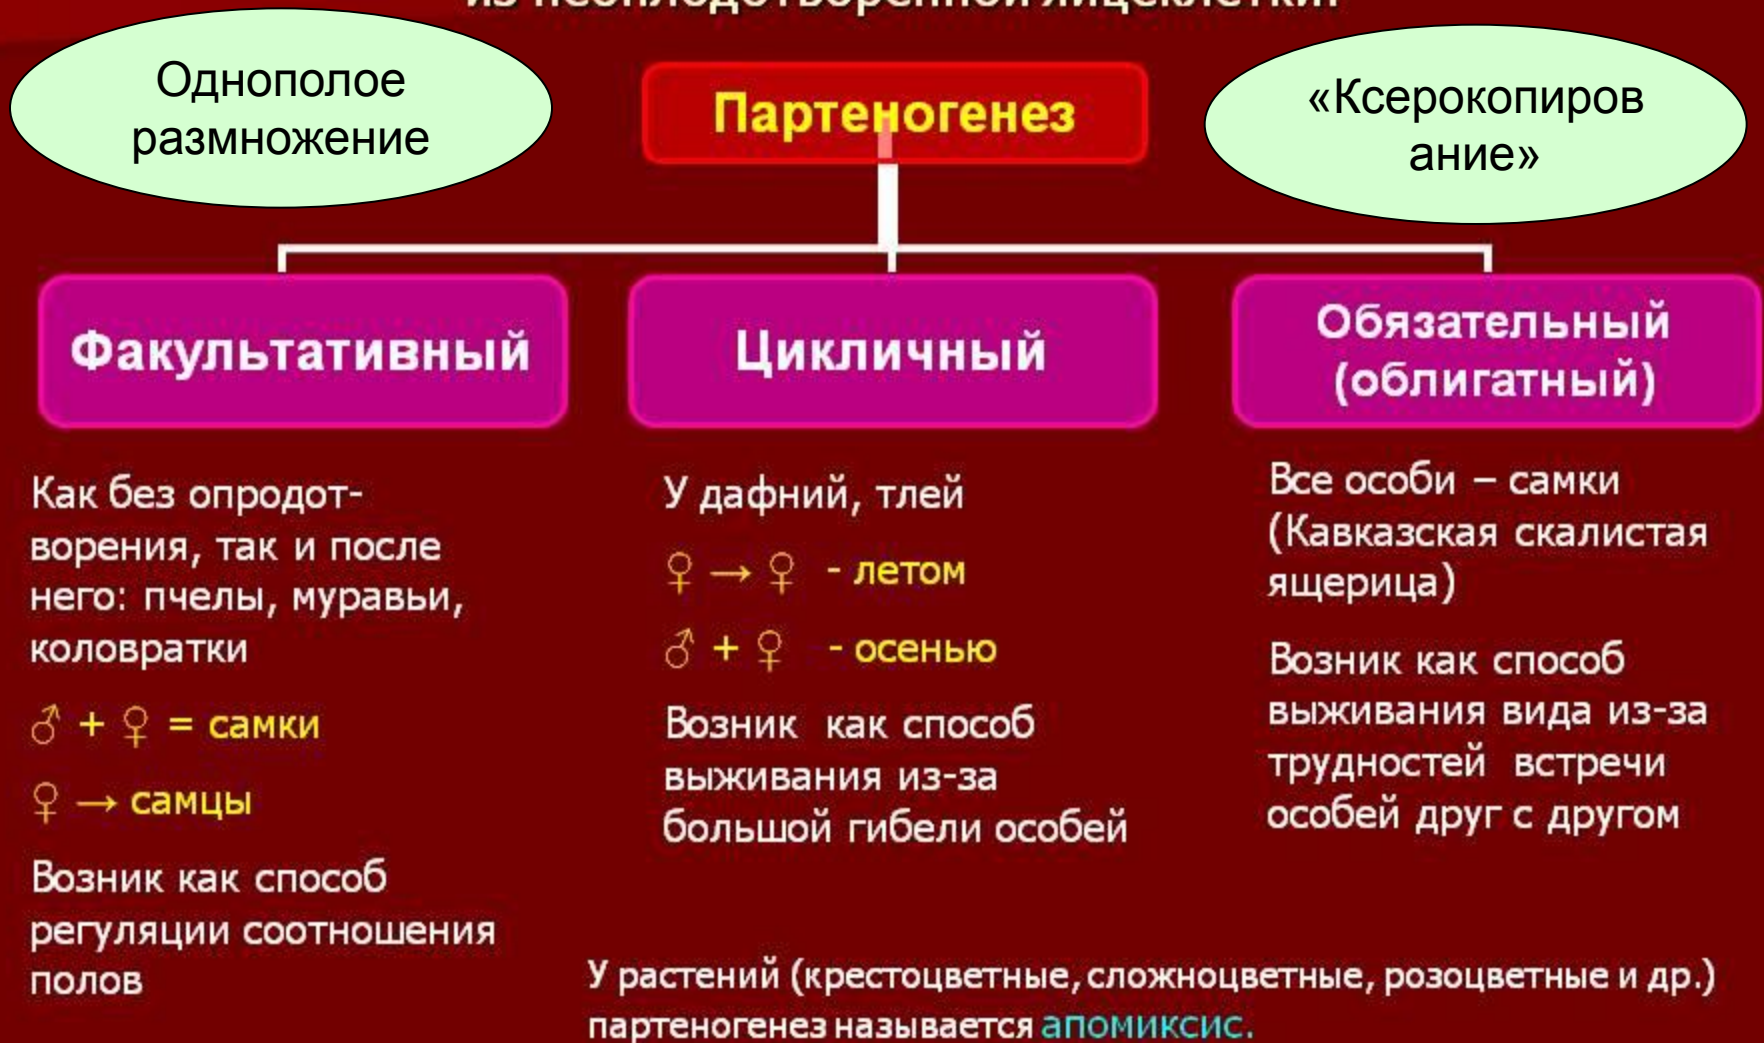 из неоплодотворенной яйцеклетки.
Однополое
размножение
Партеногенез
«Ксерокопиров
ание»
Факультативный
Цикличный
Обязательный
(облигатный)
Как без опродот-
ворения, так и после
него: пчелы, муравьи,
коловратки
♂ + ♀ = самки
♀ → самцы
Возник как способ
регуляции соотношения
полов
У дафний, тлей
♀ → ♀ - летом
♂ + ♀ - осенью
Возник как способ
выживания из-за
большой гибели особей
Все особи – самки
(Кавказская скалистая
ящерица)
Возник как способ
выживания вида из-за
трудностей встречи
особей друг с другом
У растений (крестоцветные, сложноцветные, розоцветные и др.)
партеногенез называется апомиксис.